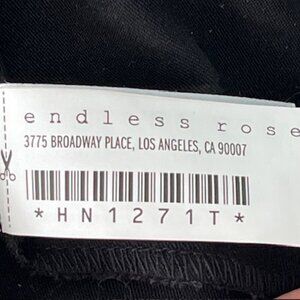 endless rose
3775 BROADWAY PLACE, LOS ANGELES, CA 90007
*HN1271T*